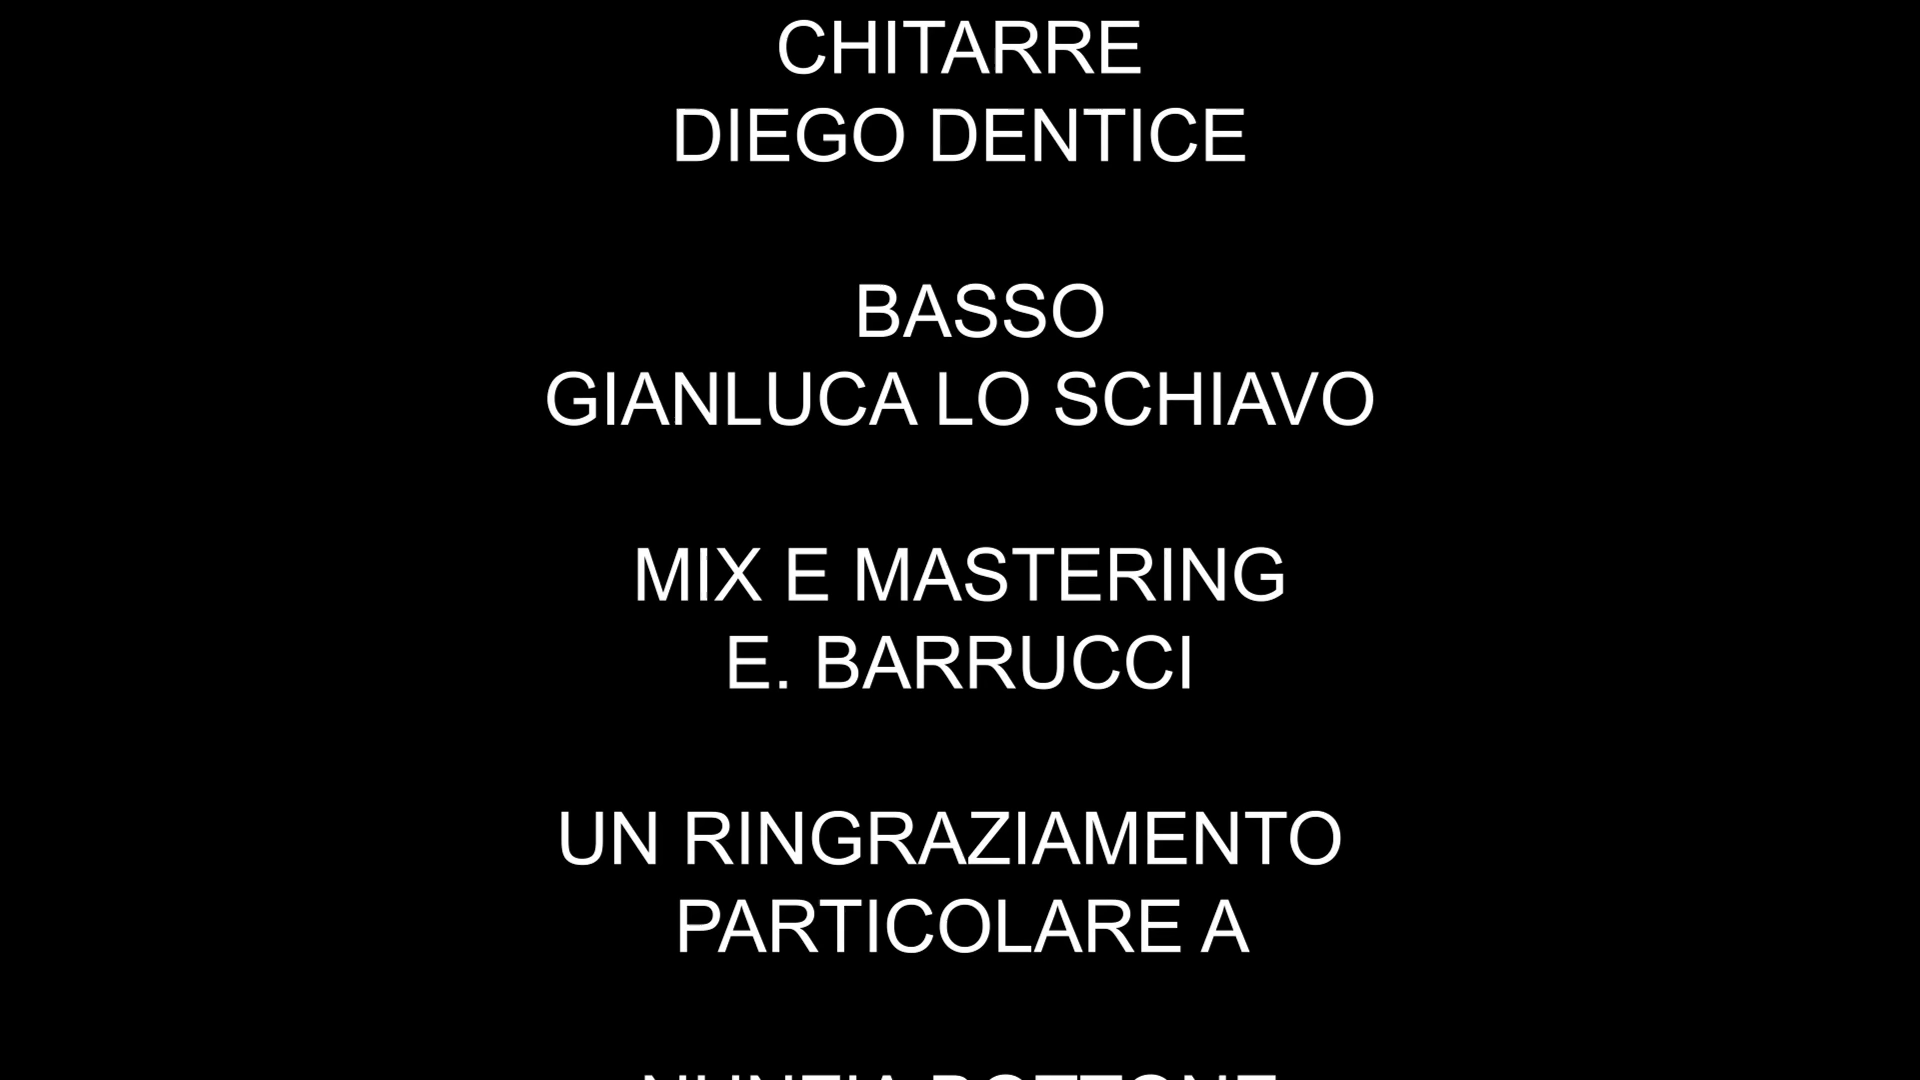 CHITARRE
DIEGO DENTICE
BASSO
GIANLUCA LO SCHIAVO
MIX E MASTERING
E. BARRUCCI
UN RINGRAZIAMENTO
PARTICOLARE A